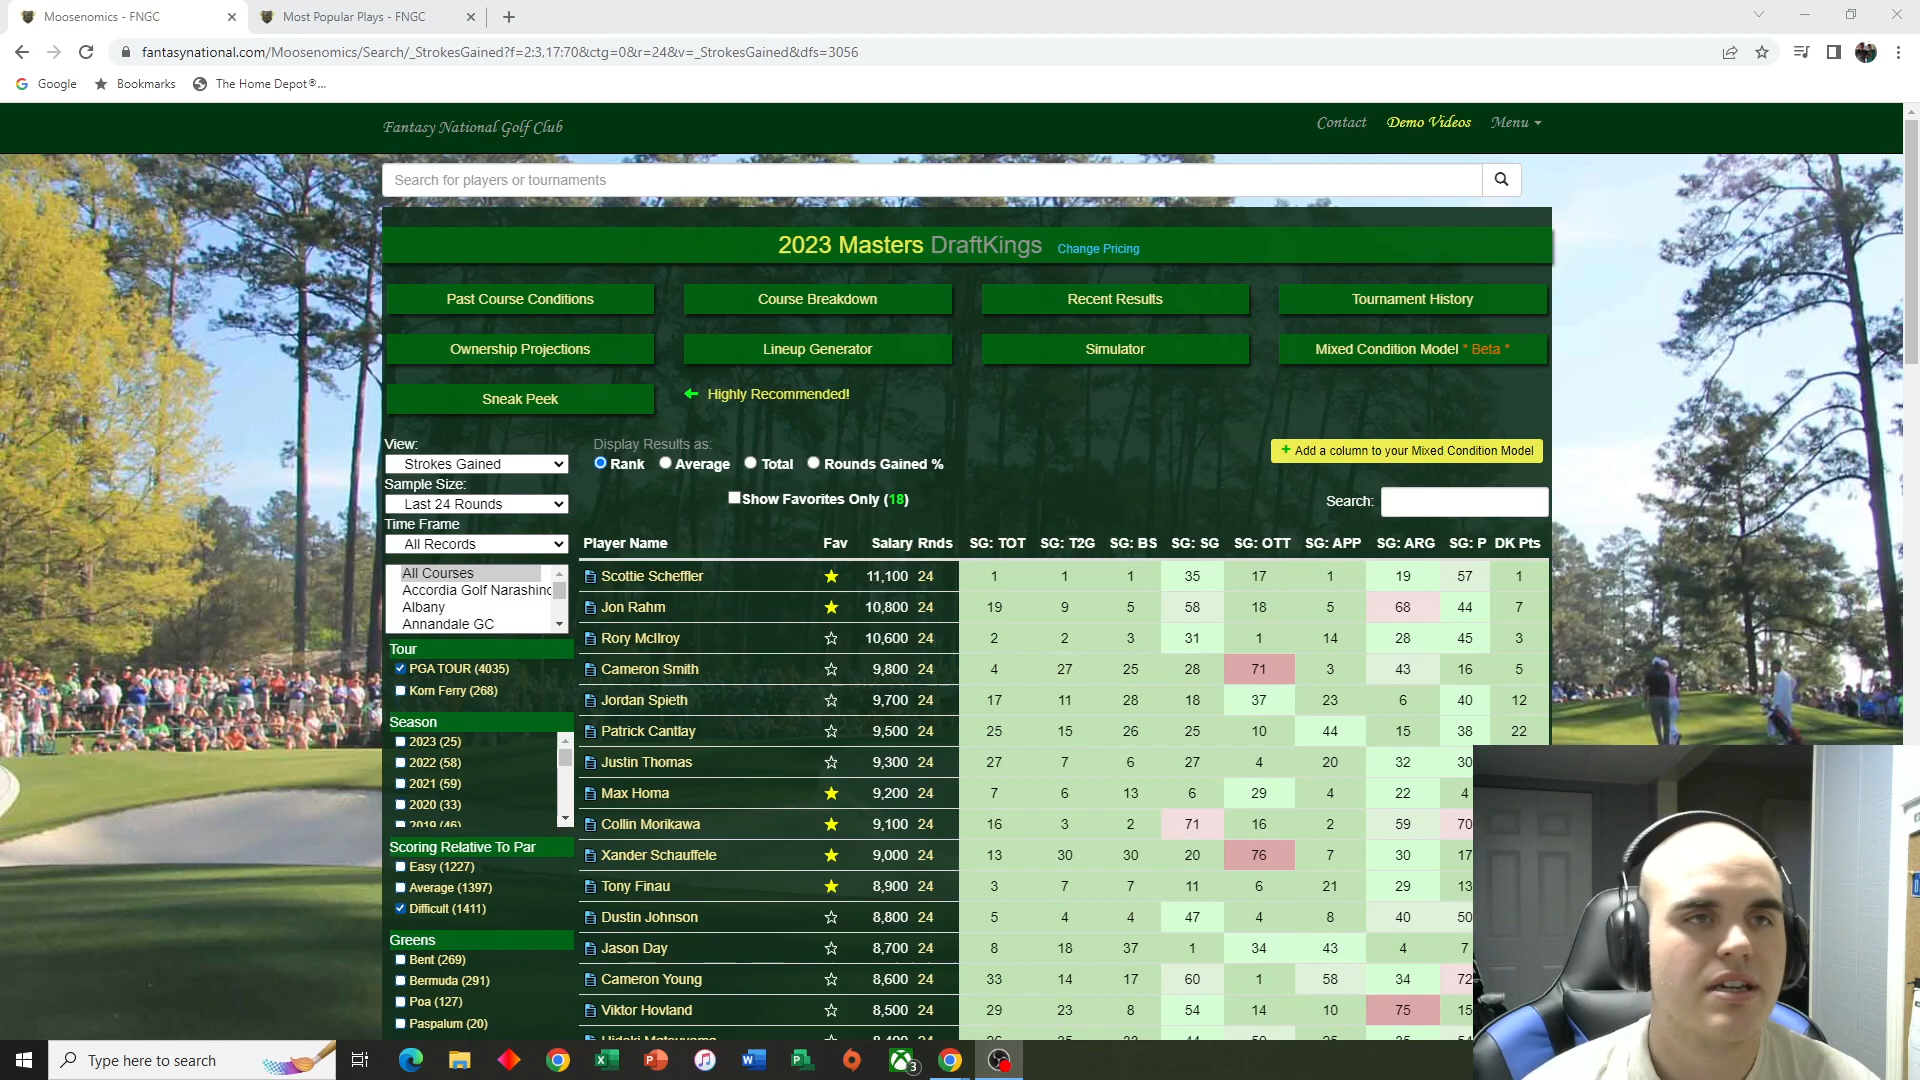 Moosenomics - FNGC
Most Popular Plays - FNGC
fantasynational.com/Moosenomics/Search/_StrokesGained?f=2:3,17:70&ctg=0&r=24&v=_StrokesGained&dfs=3056
Google Bookmarks The Home Depot®...
Fantasy National Golf Club
Contact Demo Videos Menu
Search for players or tournaments
2023 Masters DraftKings Change Pricing
Past Course Conditions Course Breakdown Recent Results Tournament History
Ownership Projections Lineup Generator Simulator Mixed Condition Model * Beta *
Sneak Peek Highly Recommended!
View:
Strokes Gained
Sample Size:
Last 24 Rounds
Time Frame
All Records
All Courses
Accordia Golf Narashino
Albany
Annandale GC
Tour
PGA TOUR (4035)
Korn Ferry (268)
Season
2023 (25)
2022 (58)
2021 (59)
2020 (33)
2019 (46)
Scoring Relative To Par
Easy (1227)
Average (1397)
Difficult (1411)
Greens
Bent (269)
Bermuda (291)
Poa (127)
Paspalum (20)
Display Results as:
Rank Average Total Rounds Gained %
+ Add a column to your Mixed Condition Model
Show Favorites Only (18)
Search:
Player Name Fav Salary Rnds SG: TOT SG: T2G SG: BS SG: SG SG: OTT SG: APP SG: ARG SG: P DK Pts
Scottie Scheffler 11,100 24 1 1 1 35 17 1 19 57 1
Jon Rahm 10,800 24 19 9 5 58 18 5 68 44 7
Rory McIlroy 10,600 24 2 2 3 31 1 14 28 45 3
Cameron Smith 9,800 24 4 27 25 28 71 3 43 16 5
Jordan Spieth 9,700 24 17 11 28 18 37 23 6 40 12
Patrick Cantlay 9,500 24 25 15 26 25 10 44 15 38 22
Justin Thomas 9,300 24 27 7 6 27 4 20 32 30
Max Homa 9,200 24 7 6 13 6 29 4 22 4
Collin Morikawa 9,100 24 16 3 2 71 16 2 59 70
Xander Schauffele 9,000 24 13 30 30 20 76 7 30 17
Tony Finau 8,900 24 3 7 7 11 6 21 29 13
Dustin Johnson 8,800 24 5 4 4 47 4 8 40 50
Jason Day 8,700 24 8 18 37 1 34 43 4 7
Cameron Young 8,600 24 33 14 17 60 1 58 34 72
Viktor Hovland 8,500 24 29 23 8 54 14 10 75 15
Type here to search
3